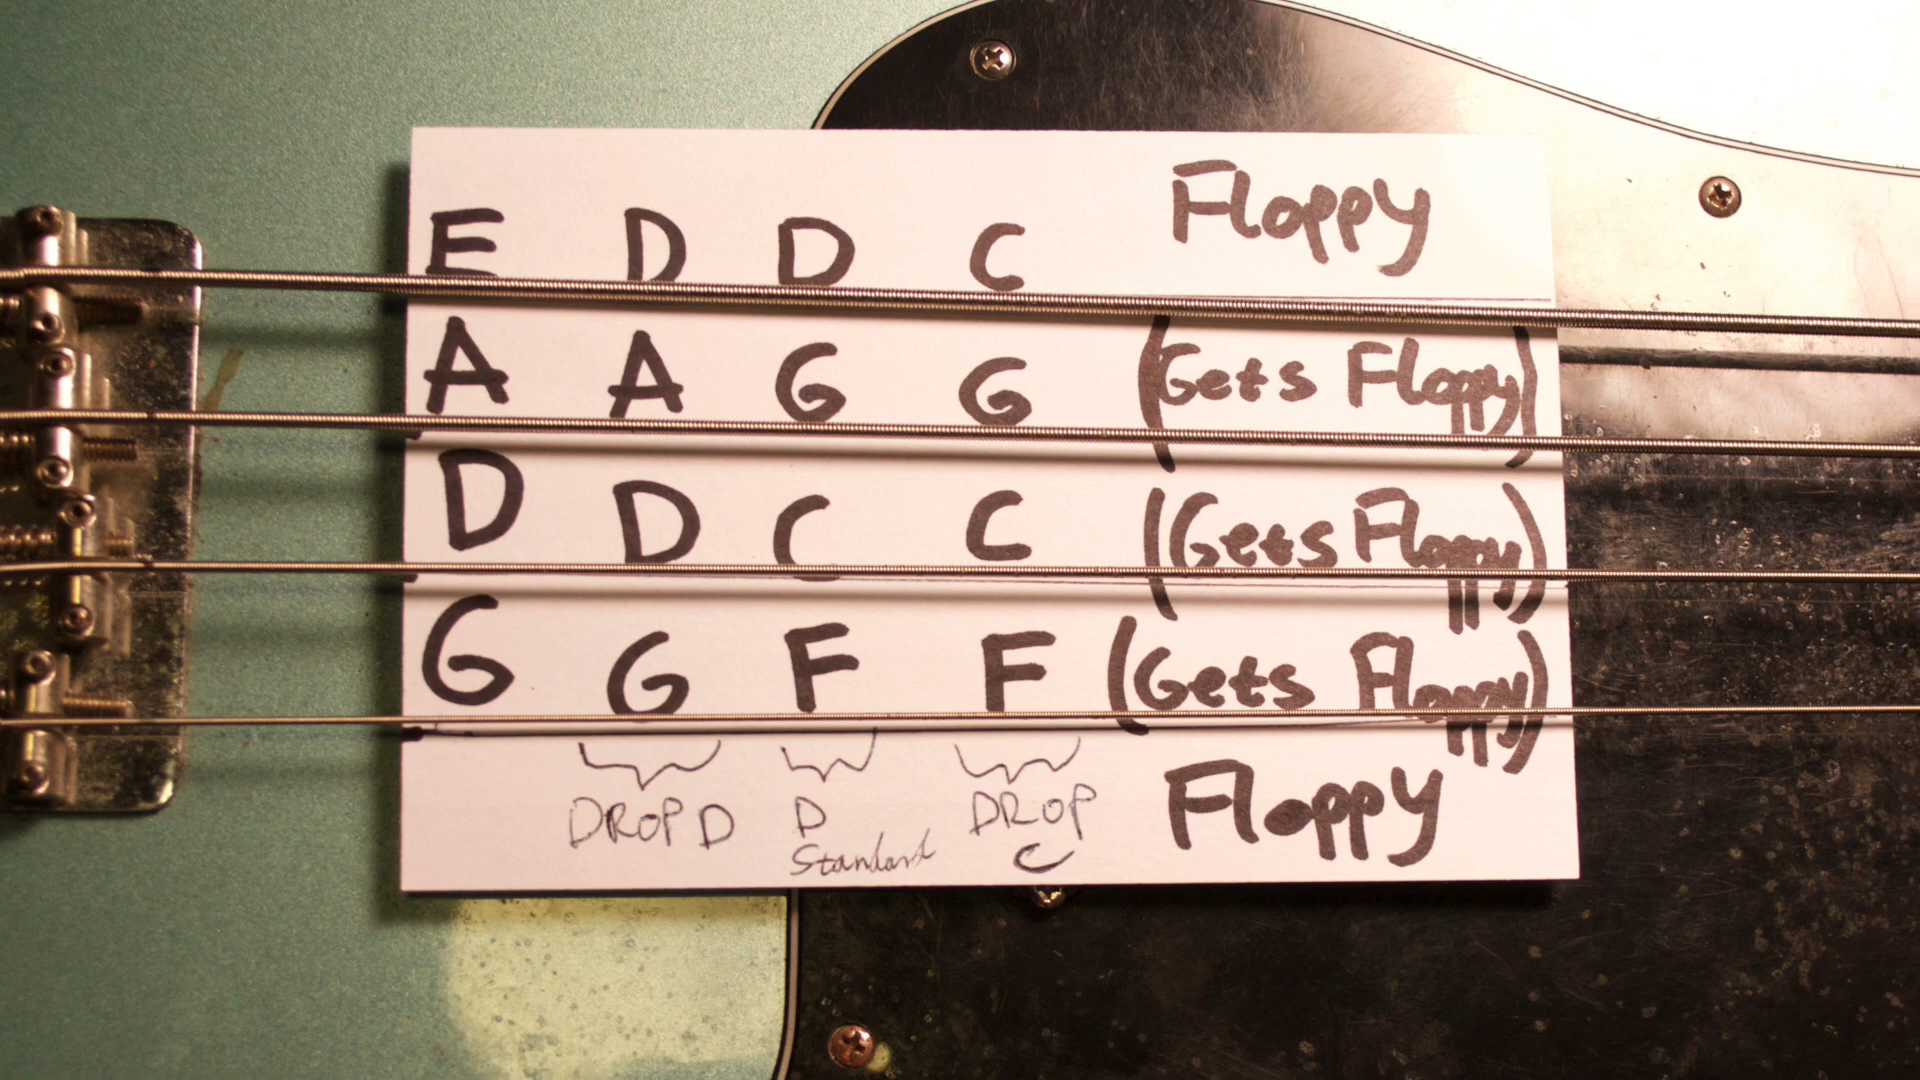 E D D C Floppy
A A G G (Gets Floppy)
D D C C (Gets Floppy)
G G F F (Gets Floppy)
DROP D D Standard DROP C Floppy